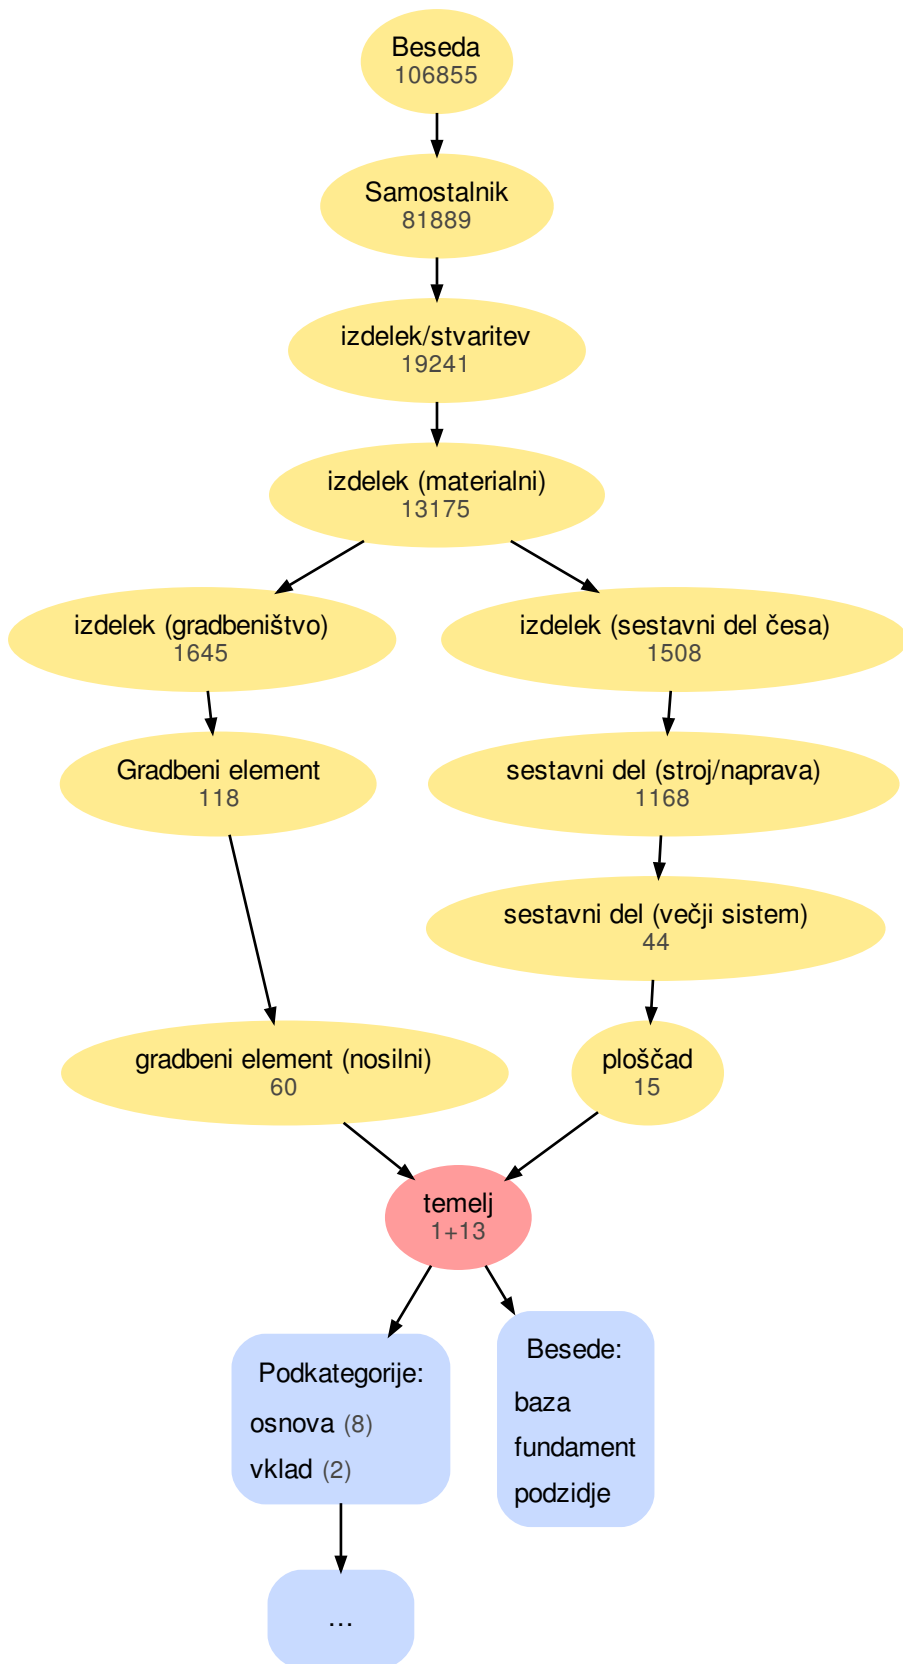 Beseda
106855
Samostalnik
81889
izdelek/stvaritev
19241
izdelek (materialni)
13175
izdelek (gradbeništvo)
1645
izdelek (sestavni del česa)
1508
Gradbeni element
118
sestavni del (stroj/naprava)
1168
sestavni del (večji sistem)
44
gradbeni element (nosilni)
60
ploščad
15
temelj
1+13
Podkategorije:
osnova (8)
vklad (2)
Besede:
baza
fundament
podzidje
...